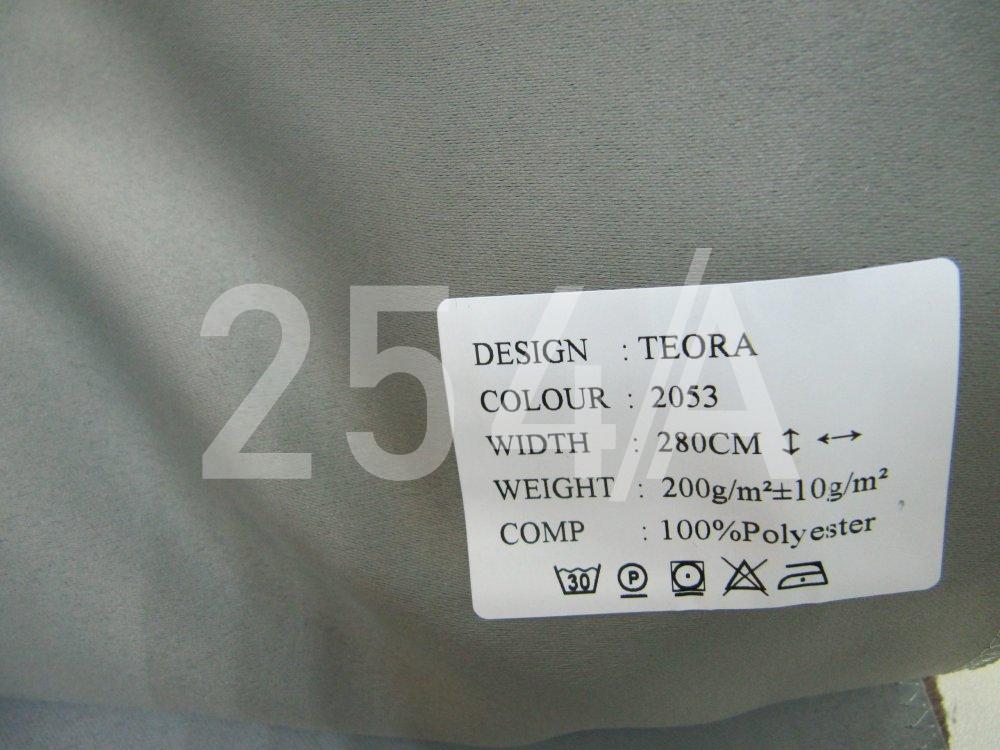 254/A
DESIGN : TEORA
COLOUR : 2053
WIDTH : 280CM ↕ ↔
WEIGHT : 200g/m²±10g/m²
COMP : 100%Polyester
30 P